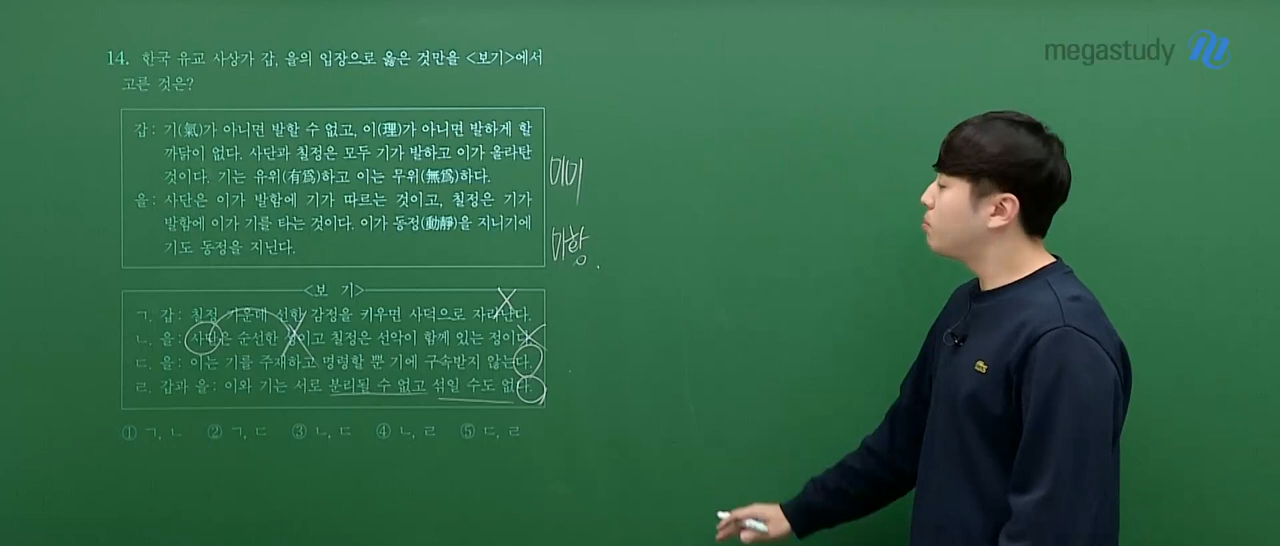 megastudy
14. 한국 유교 사상가 갑, 을의 입장으로 옳은 것만을 <보기>에서
고른 것은?
갑 : 기(氣)가 아니면 발할 수 없고, 이(理)가 아니면 발하게 할
까닭이 없다. 사단과 칠정은 모두 기가 발하고 이가 올라탄
것이다. 기는 유위(有爲)하고 이는 무위(無爲)하다.
을 : 사단은 이가 발함에 기가 따르는 것이고, 칠정은 기가
발함에 이가 기를 타는 것이다. 이가 동정(動靜)을 지니기에
기도 동정을 지닌다.
이이
이황
<보 기>
ㄱ. 갑 : 칠정 가운데 선한 감정을 키우면 사덕으로 자라난다.
ㄴ. 을 : 사단은 순선한 성이고 칠정은 선악이 함께 있는 정이다.
ㄷ. 을 : 이는 기를 주재하고 명령할 뿐 기에 구속받지 않는다.
ㄹ. 갑과 을 : 이와 기는 서로 분리될 수 없고 섞일 수도 없다.
① ㄱ, ㄴ ② ㄱ, ㄷ ③ ㄴ, ㄷ ④ ㄴ, ㄹ ⑤ ㄷ, ㄹ